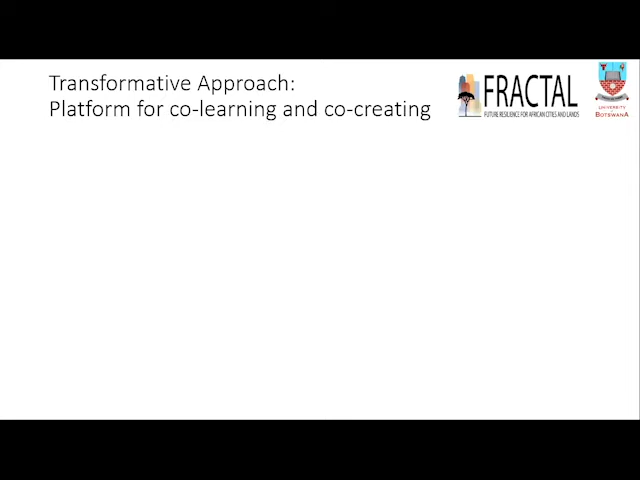 Transformative Approach:
Platform for co-learning and co-creating
FRACTAL
FUTURE RESILIENCE FOR AFRICAN CITIES AND LANDS
UNIVERSITY
OF
BOTSWANA